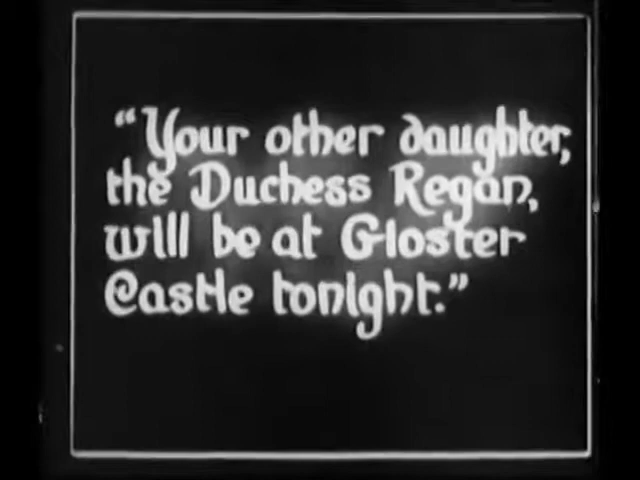 “Your other daughter,
the Duchess Regan,
will be at Gloster
Castle tonight.”